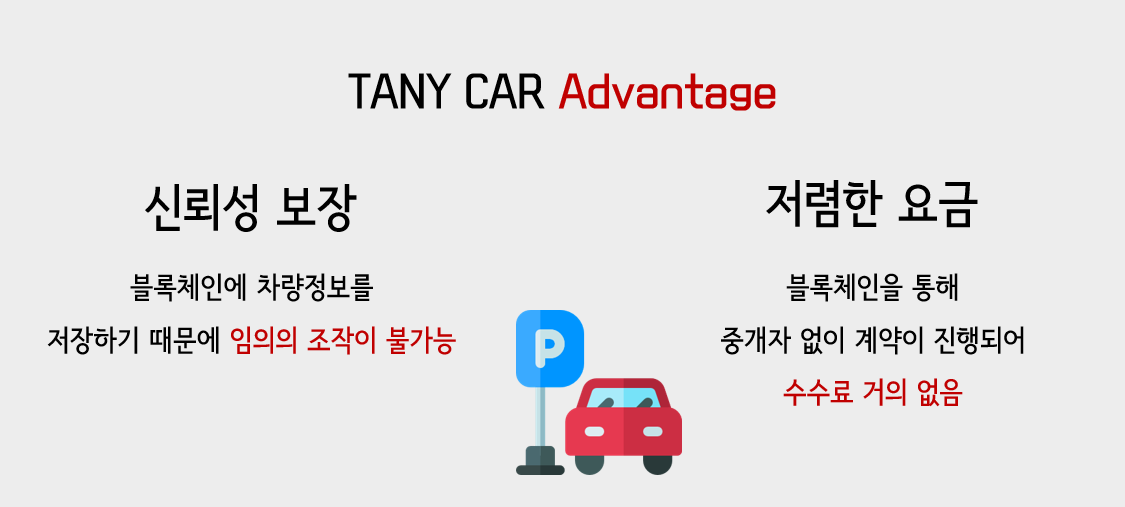 TANY CAR Advantage
신뢰성 보장
블록체인에 차량정보를
저장하기 때문에 임의의 조작이 불가능
저렴한 요금
블록체인을 통해
중개자 없이 계약이 진행되어
수수료 거의 없음
P